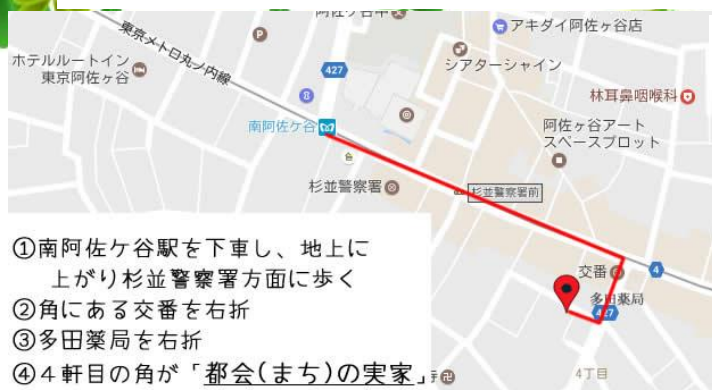 東京メトロ丸ノ内線
アキダイ阿佐ヶ谷店
ホテルルートイン
東京阿佐ヶ谷
427
シアターシャイン
林耳鼻咽喉科
南阿佐ケ谷
阿佐ヶ谷アート
スペースプロット
杉並警察署
杉並警察署前
交番
4
多田薬局
427
4丁目
①南阿佐ケ谷駅を下車し、地上に
上がり杉並警察署方面に歩く
②角にある交番を右折
③多田薬局を右折
④4軒目の角が「都会(まち)の実家」